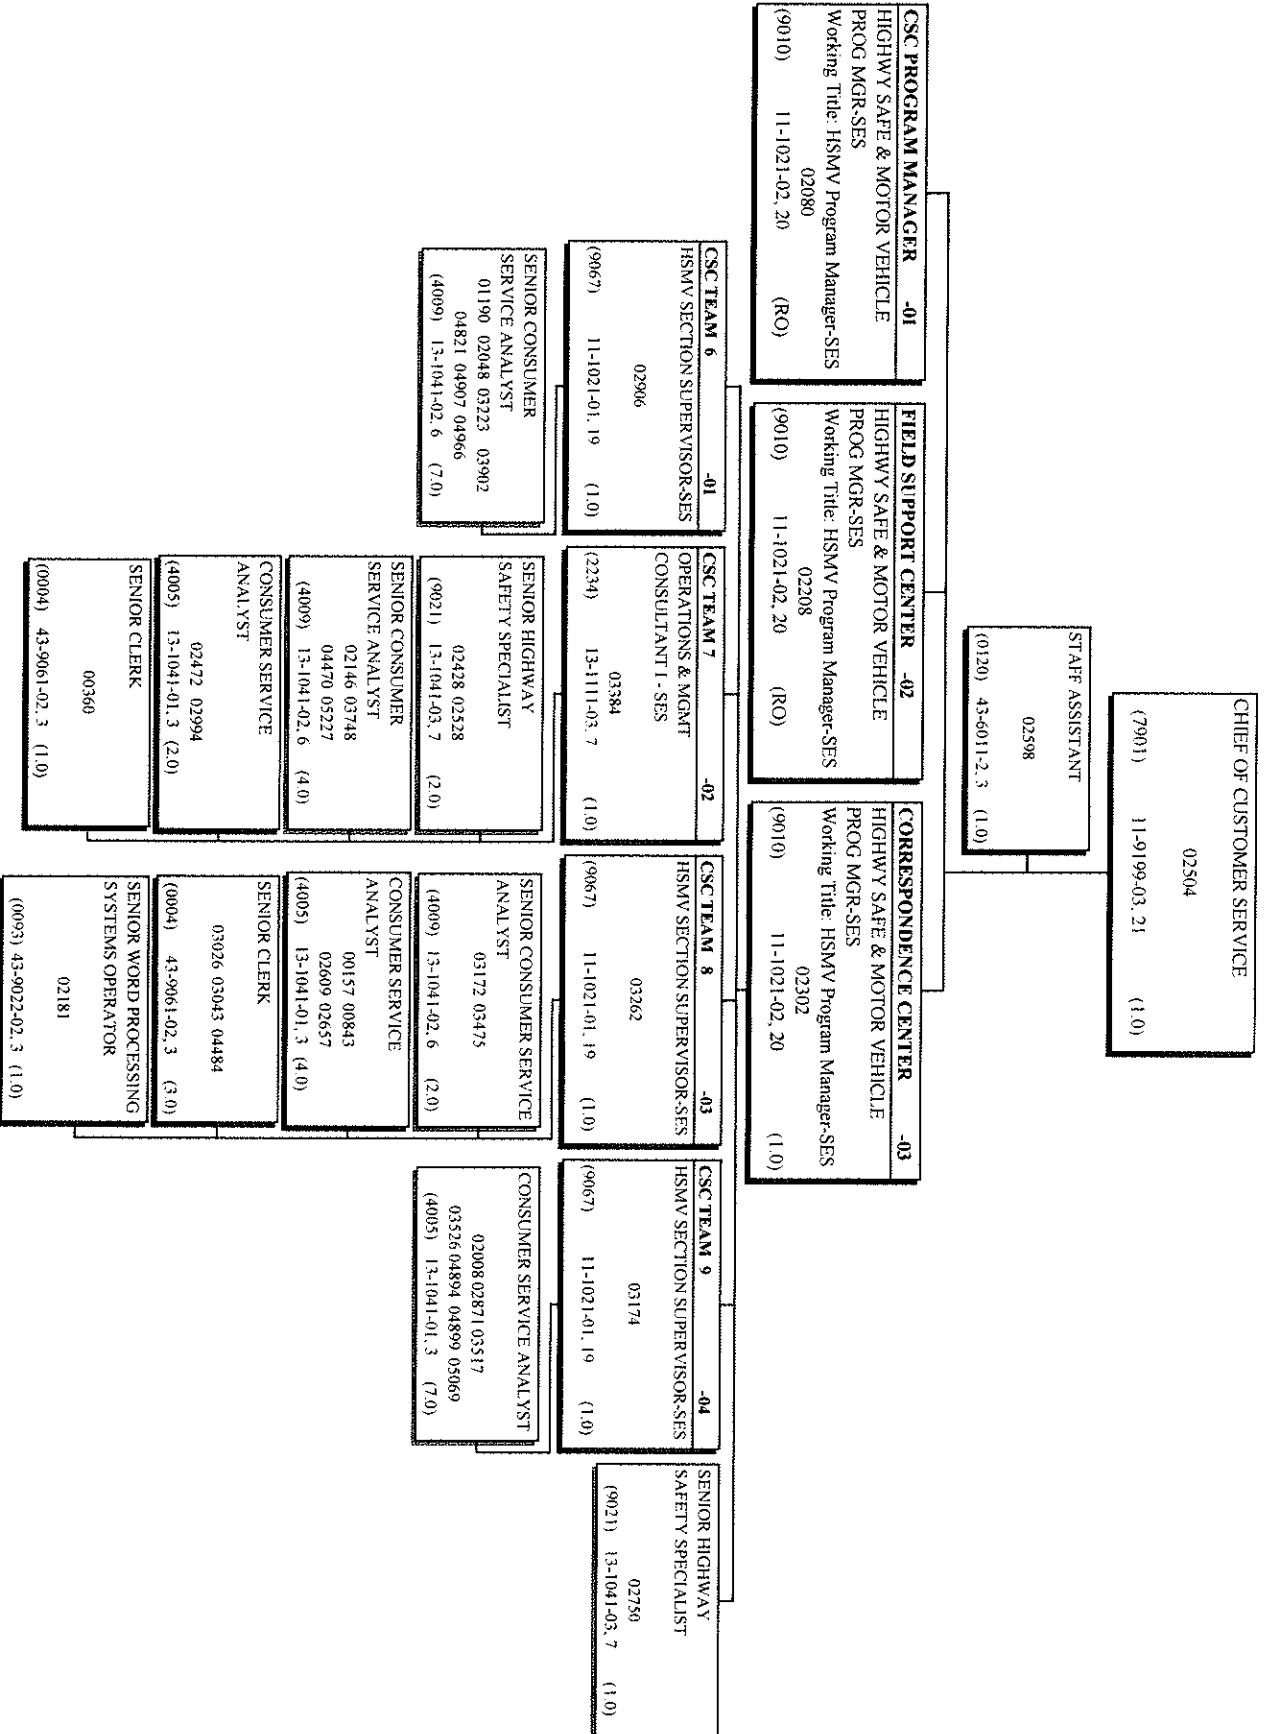 CHIEF OF CUSTOMER SERVICE
02504
(7901) 11-9199-03, 21 (1.0)
STAFF ASSISTANT
02598
(0120) 43-6011-2, 3 (1.0)
CSC PROGRAM MANAGER -01
HIGHWY SAFE & MOTOR VEHICLE
PROG MGR-SES
Working Title: HSMV Program Manager-SES
02080
(9010) 11-1021-02, 20 (RO)
FIELD SUPPORT CENTER -02
HIGHWY SAFE & MOTOR VEHICLE
PROG MGR-SES
Working Title: HSMV Program Manager-SES
02208
(9010) 11-1021-02, 20 (RO)
CORRESPONDENCE CENTER -03
HIGHWY SAFE & MOTOR VEHICLE
PROG MGR-SES
Working Title: HSMV Program Manager-SES
02302
(9010) 11-1021-02, 20 (1.0)
CSC TEAM 6 -01
HSMV SECTION SUPERVISOR-SES
02906
(9067) 11-1021-01, 19 (1.0)
SENIOR CONSUMER
SERVICE ANALYST
01190 02048 03223 03902
04821 04907 04966
(4009) 13-1041-02, 6 (7.0)
CSC TEAM 7 -02
OPERATIONS & MGMT
CONSULTANT I - SES
03384
(2234) 13-1111-03, 7 (1.0)
SENIOR HIGHWAY
SAFETY SPECIALIST
02428 02528
(9021) 13-1041-03, 7 (2.0)
SENIOR CONSUMER
SERVICE ANALYST
02146 03748
04470 05227
(4009) 13-1041-02, 6 (4.0)
CONSUMER SERVICE
ANALYST
02472 02994
(4005) 13-1041-01, 3 (2.0)
SENIOR CLERK
00360
(0004) 43-9061-02, 3 (1.0)
CSC TEAM 8 -03
HSMV SECTION SUPERVISOR-SES
03262
(9067) 11-1021-01, 19 (1.0)
SENIOR CONSUMER SERVICE
ANALYST
03172 03475
(4009) 13-1041-02, 6 (2.0)
CONSUMER SERVICE
ANALYST
00157 00843
02609 02657
(4005) 13-1041-01, 3 (4.0)
SENIOR CLERK
03026 03043 04484
(0004) 43-9061-02, 3 (3.0)
SENIOR WORD PROCESSING
SYSTEMS OPERATOR
02181
(0093) 43-9022-02, 3 (1.0)
CSC TEAM 9 -04
HSMV SECTION SUPERVISOR-SES
03174
(9067) 11-1021-01, 19 (1.0)
CONSUMER SERVICE ANALYST
02008 02871 03517
03526 04894 04899 05069
(4005) 13-1041-01, 3 (7.0)
SENIOR HIGHWAY
SAFETY SPECIALIST
02750
(9021) 13-1041-03, 7 (1.0)